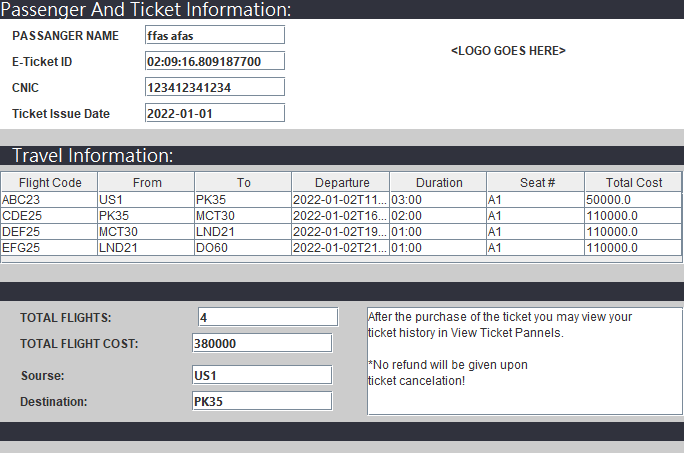 Passenger And Ticket Information:
PASSANGER NAME ffas afas
<LOGO GOES HERE>
E-Ticket ID 02:09:16.809187700
CNIC 123412341234
Ticket Issue Date 2022-01-01
Travel Information:
Flight Code From To Departure Duration Seat # Total Cost
ABC23 US1 PK35 2022-01-02T11... 03:00 A1 50000.0
CDE25 PK35 MCT30 2022-01-02T16... 02:00 A1 110000.0
DEF25 MCT30 LND21 2022-01-02T19... 01:00 A1 110000.0
EFG25 LND21 DO60 2022-01-02T21... 01:00 A1 110000.0
TOTAL FLIGHTS: 4
TOTAL FLIGHT COST: 380000
Sourse: US1
Destination: PK35
After the purchase of the ticket you may view your
ticket history in View Ticket Pannels.
*No refund will be given upon
ticket cancelation!